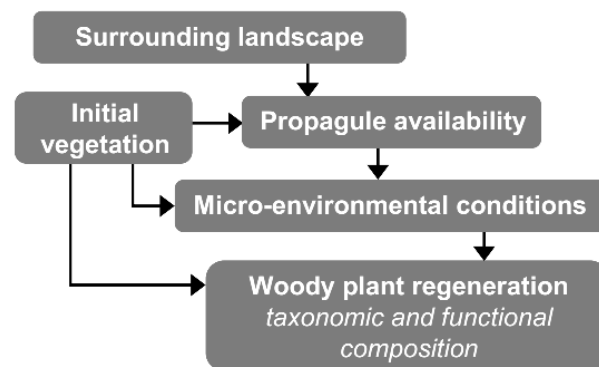 Surrounding landscape
Initial
vegetation
Propagule availability
Micro-environmental conditions
Woody plant regeneration
taxonomic and functional
composition